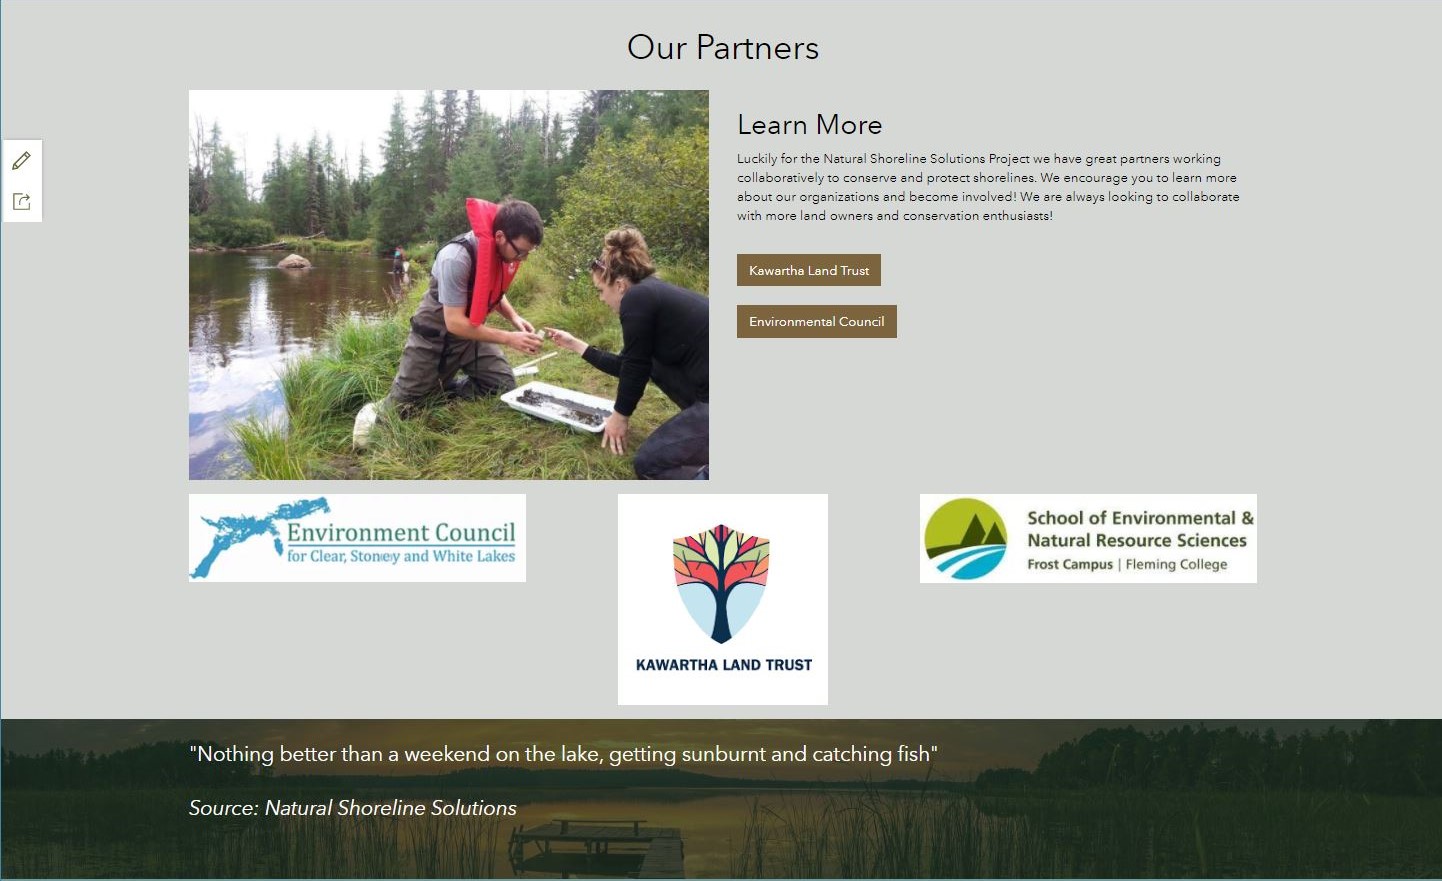 Our Partners
Learn More
Luckily for the Natural Shoreline Solutions Project we have great partners working
collaboratively to conserve and protect shorelines. We encourage you to learn more
about our organizations and become involved! We are always looking to collaborate
with more land owners and conservation enthusiasts!
Kawartha Land Trust
Environmental Council
Environment Council
for Clear, Stoney and White Lakes
KAWARTHA LAND TRUST
School of Environmental &
Natural Resource Sciences
Frost Campus | Fleming College
"Nothing better than a weekend on the lake, getting sunburnt and catching fish"
Source: Natural Shoreline Solutions